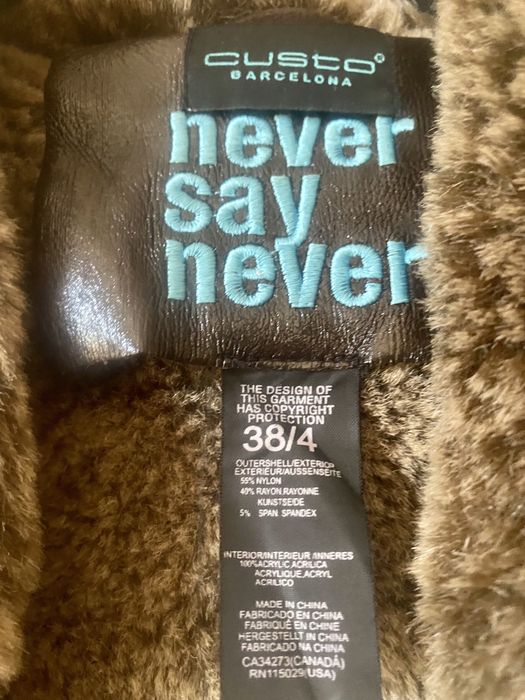 custo®
BARCELONA
never
say
never
THE DESIGN OF
THIS GARMENT
HAS COPYRIGHT
PROTECTION
38/4
OUTERSHELL/EXTERIOR
EXTERIEUR/AUSSENSEITE
55% NYLON
40% RAYON RAYONNE
KUNSTSEIDE
5% SPAN SPANDEX
INTERIOR/INTERIEUR INNERES
100%ACRYLIC ACRILICA
ACRYLIQUE,ACRYL
ACRILICO
MADE IN CHINA
FABRICADO EN CHINA
FABRIQUÉ EN CHINE
HERGESTELLT IN CHINA
FABRICADO NA CHINA
CA34273(CANADÁ)
RN115029(USA)